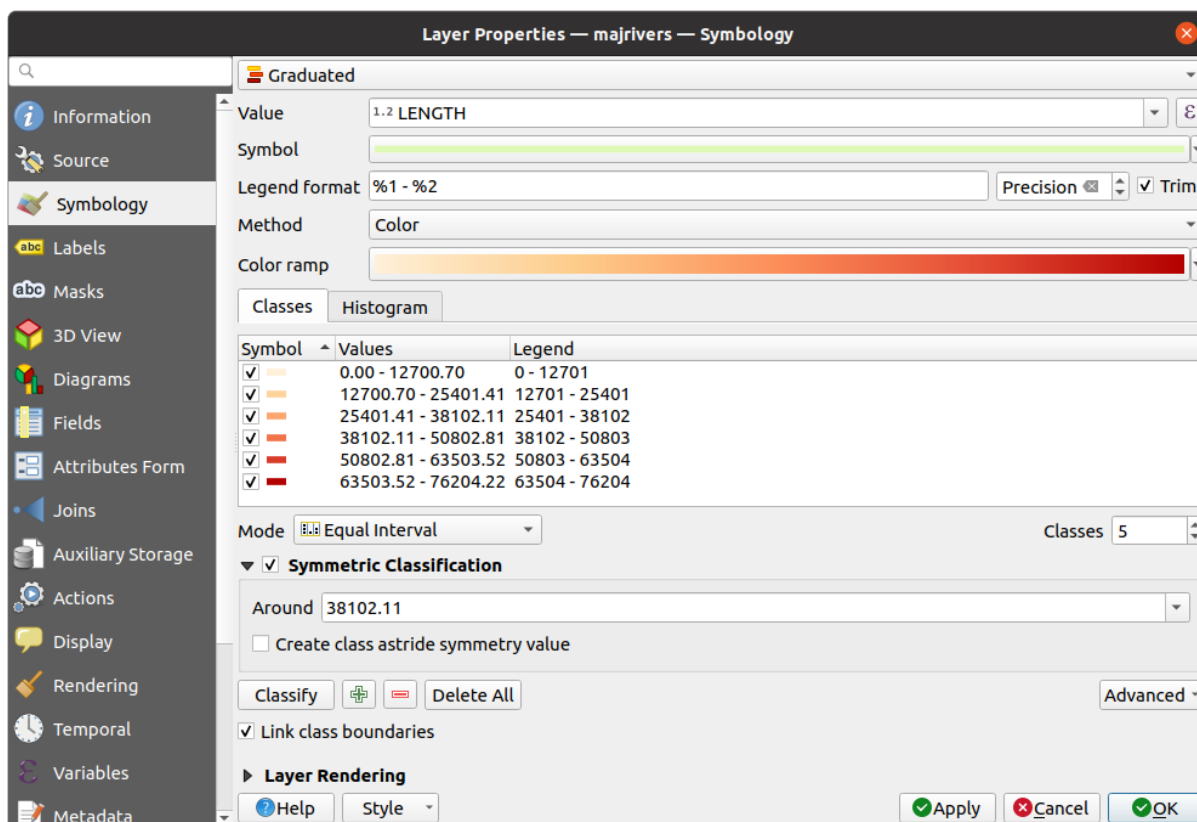 Layer Properties — majrivers — Symbology
Graduated
Information
Source
Symbology
Labels
Masks
3D View
Diagrams
Fields
Attributes Form
Joins
Auxiliary Storage
Actions
Display
Rendering
Temporal
Variables
Metadata
Value 1.2 LENGTH ε
Symbol
Legend format %1 - %2 Precision Trim
Method Color
Color ramp
Classes Histogram
Symbol Values Legend
0.00 - 12700.70 0 - 12701
12700.70 - 25401.41 12701 - 25401
25401.41 - 38102.11 25401 - 38102
38102.11 - 50802.81 38102 - 50803
50802.81 - 63503.52 50803 - 63504
63503.52 - 76204.22 63504 - 76204
Mode Equal Interval Classes 5
Symmetric Classification
Around 38102.11
Create class astride symmetry value
Classify Delete All Advanced
Link class boundaries
Layer Rendering
Help Style Apply Cancel OK